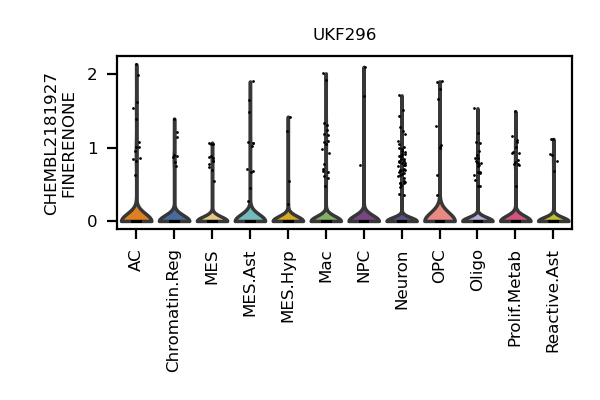 UKF296
CHEMBL2181927
FINERENONE
2
1
0
AC
Chromatin.Reg
MES
MES.Ast
MES.Hyp
Mac
NPC
Neuron
OPC
Oligo
Prolif.Metab
Reactive.Ast